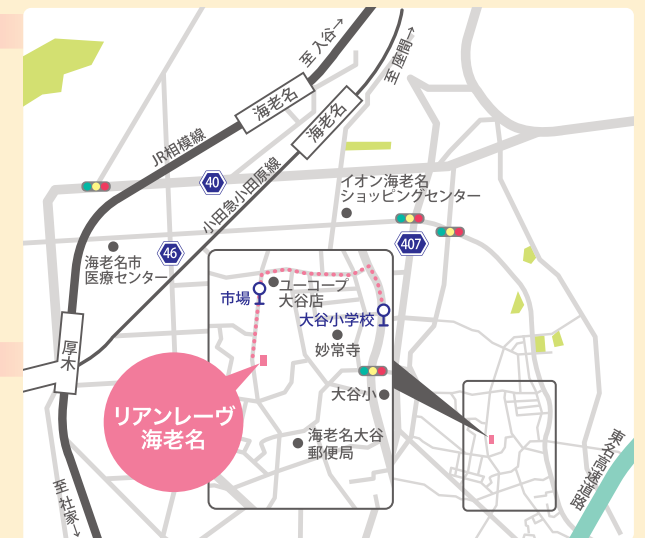 至 入谷→
至 座間→
海老名
海老名
JR相模線
40
小田急小田原線
イオン海老名
ショッピングセンター
407
46
海老名市
医療センター
ユーコープ
大谷店
市場
大谷小学校
妙常寺
厚木
大谷小
リアンレーヴ
海老名
海老名大谷
郵便局
東名高速道路
至 社家→